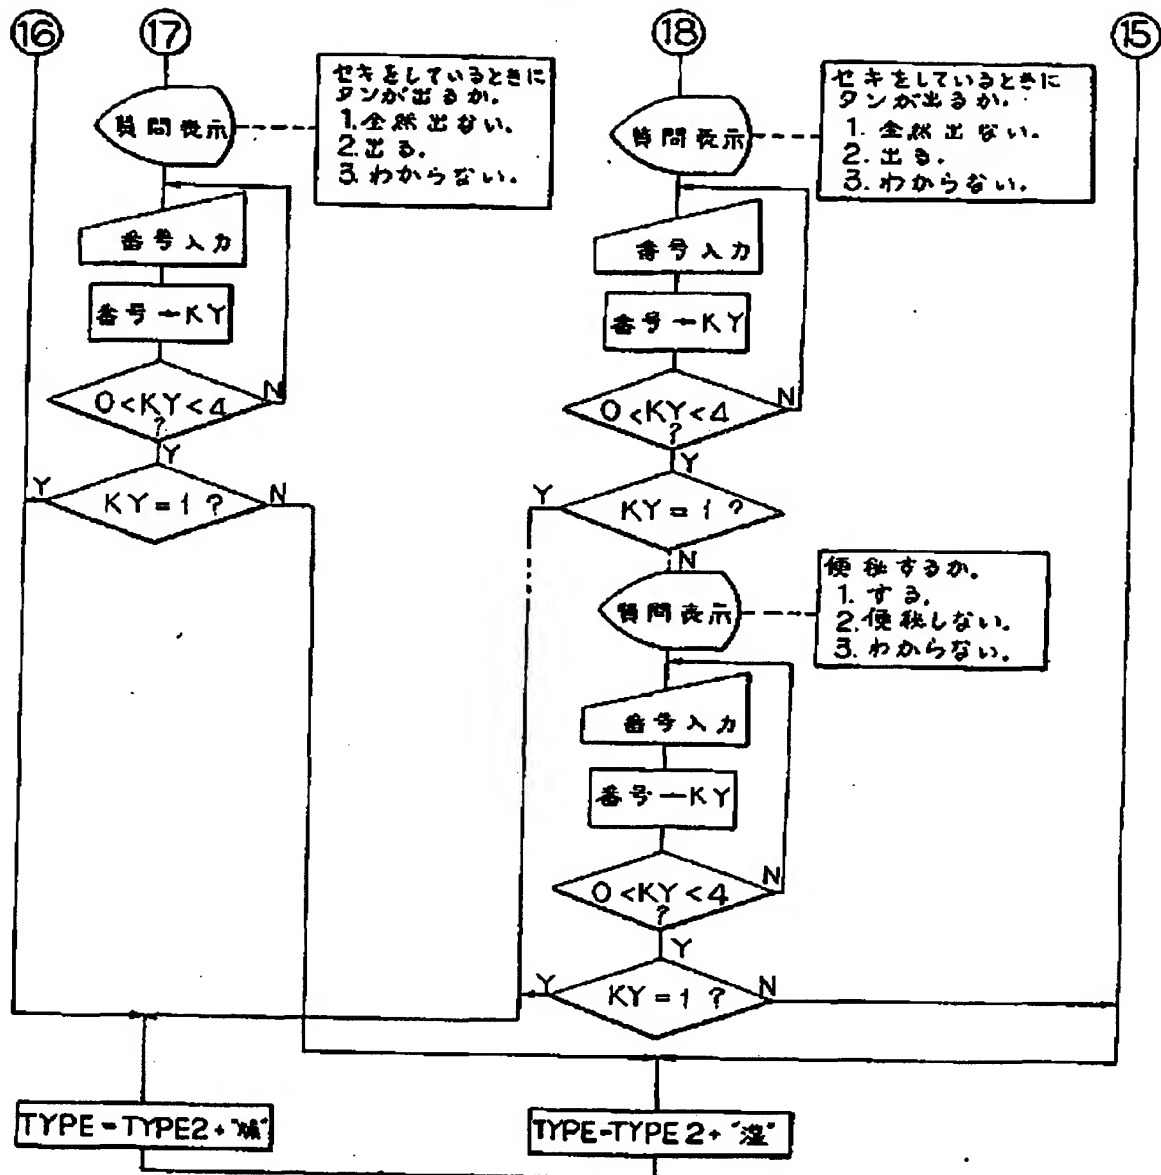 16
17
18
15
セキをしているときに
タンが出るか。
1. 全然出ない。
2. 出る。
3. わからない。
質問表示
番号入力
番号←KY
0<KY<4
?
N
Y
KY=1?
Y
N
セキをしているときに
タンが出るか。
1. 全然出ない。
2. 出る。
3. わからない。
質問表示
番号入力
番号←KY
0<KY<4
?
N
Y
KY=1?
Y
N
便秘するか。
1. する。
2. 便秘しない。
3. わからない。
質問表示
番号入力
番号―KY
0<KY<4
?
N
Y
KY=1?
Y
N
TYPE=TYPE2+"燥"
TYPE-TYPE2+"湿"